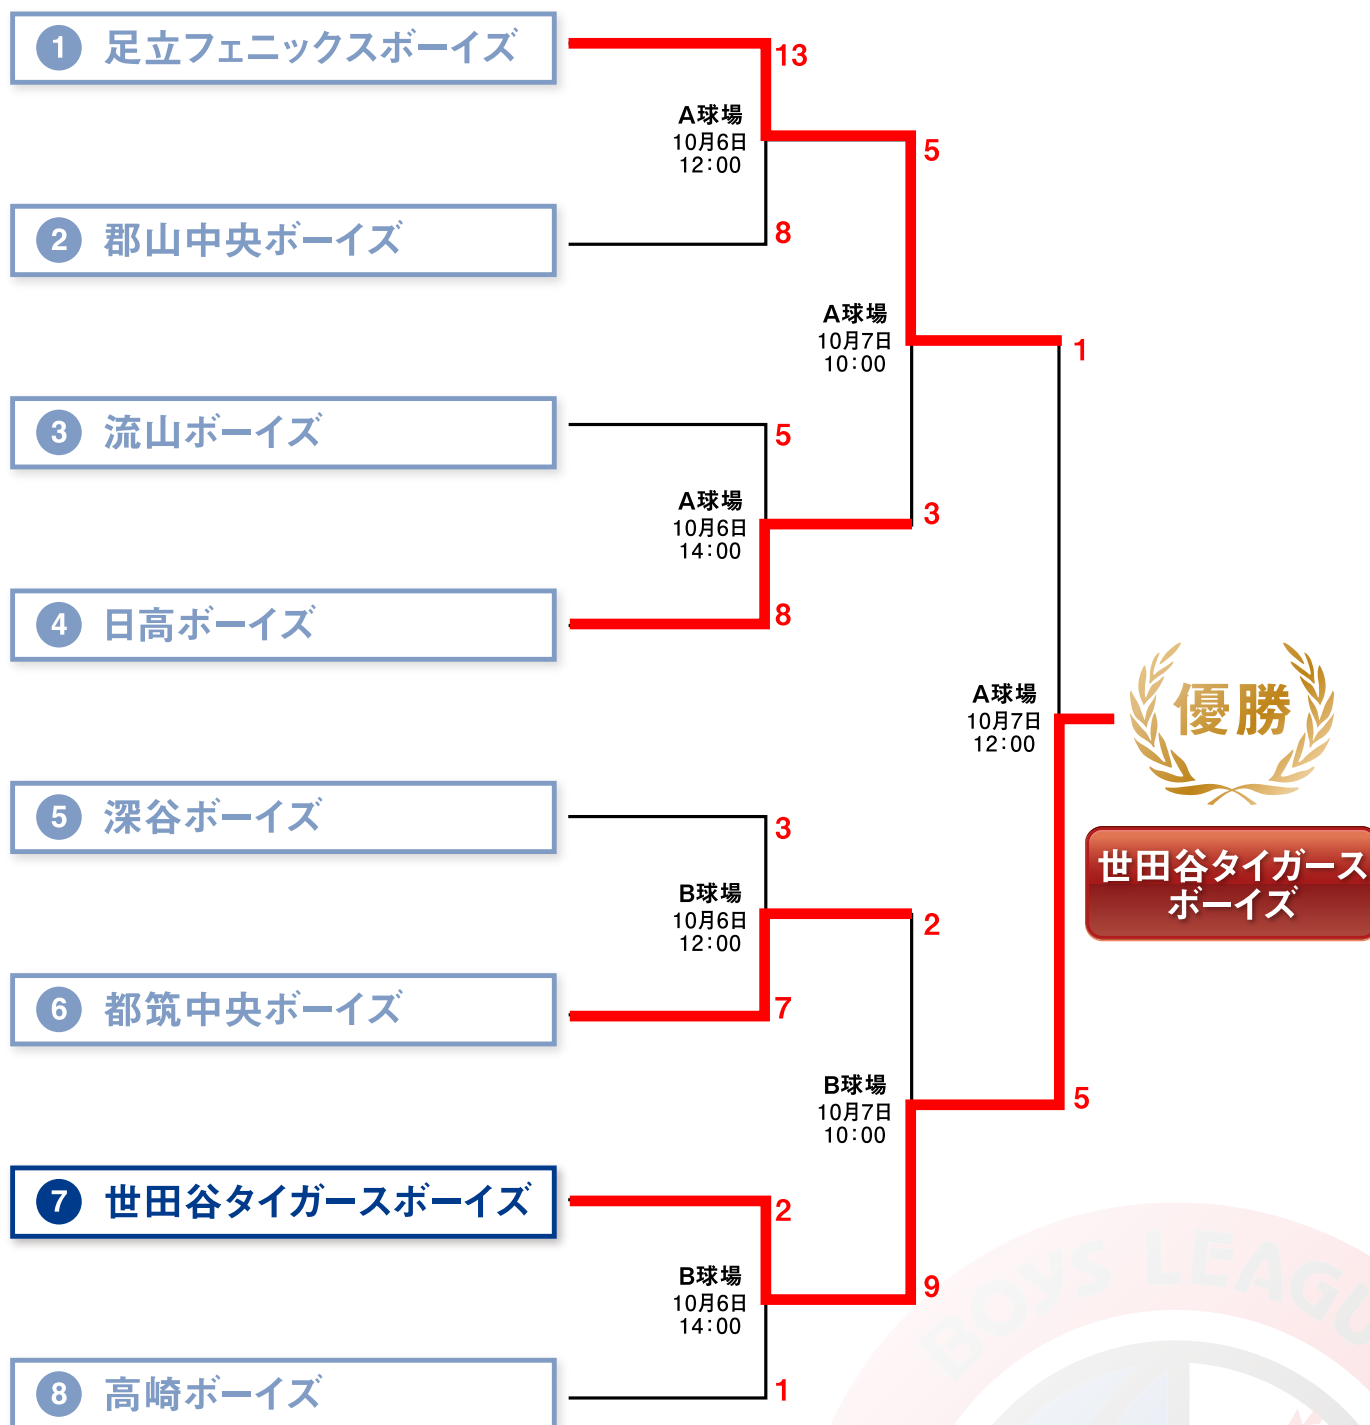 1 足立フェニックスボーイズ
13
A球場
10月6日
12:00
5
8
2 郡山中央ボーイズ
A球場
10月7日
10:00
1
3 流山ボーイズ
5
A球場
10月6日
14:00
3
8
4 日高ボーイズ
A球場
10月7日
12:00
優勝
世田谷タイガース
ボーイズ
5 深谷ボーイズ
3
B球場
10月6日
12:00
2
7
6 都筑中央ボーイズ
B球場
10月7日
10:00
5
7 世田谷タイガースボーイズ
2
B球場
10月6日
14:00
9
1
8 高崎ボーイズ
BOYS LEAGU